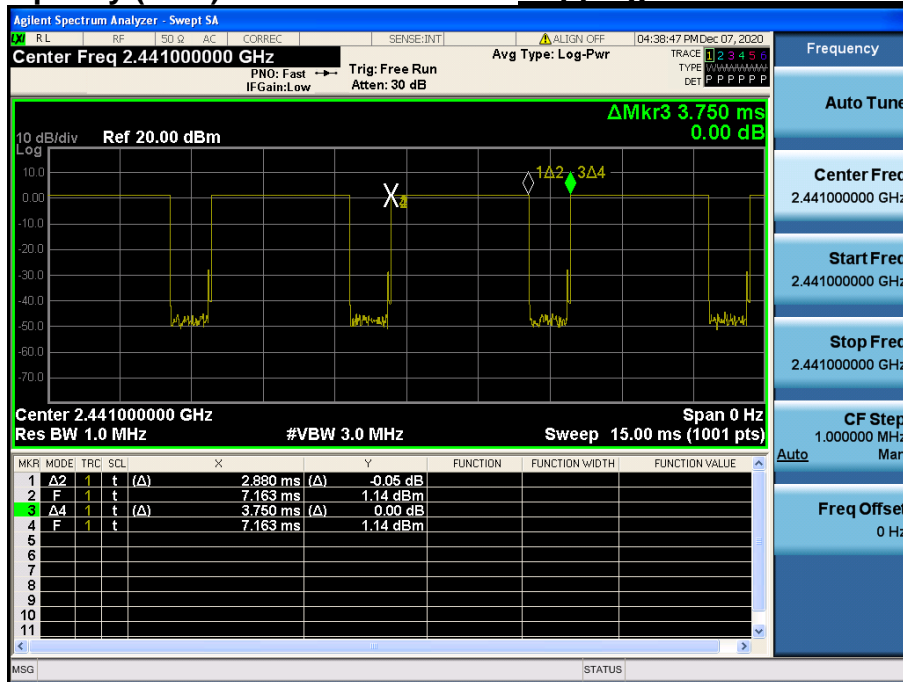 Agilent Spectrum Analyzer - Swept SA
LXI RL RF 50 Ω AC CORREC SENSE:INT ALIGN OFF 04:38:47 PM Dec 07, 2020
Center Freq 2.441000000 GHz
PNO: Fast
IFGain:Low
Trig: Free Run
Atten: 30 dB
Avg Type: Log-Pwr
TRACE 1 2 3 4 5 6
TYPE WWWWWW
DET P P P P P P
ΔMkr3 3.750 ms
0.00 dB
10 dB/div Ref 20.00 dBm
Log
10.0
0.00
-10.0
-20.0
-30.0
-40.0
-50.0
-60.0
-70.0
X
1Δ2 3Δ4
Center 2.441000000 GHz Span 0 Hz
Res BW 1.0 MHz #VBW 3.0 MHz Sweep 15.00 ms (1001 pts)
MKR MODE TRC SCL X Y FUNCTION FUNCTION WIDTH FUNCTION VALUE
1 Δ2 1 t (Δ) 2.880 ms (Δ) -0.05 dB
2 F 1 t 7.163 ms 1.14 dBm
3 Δ4 1 t (Δ) 3.750 ms (Δ) 0.00 dB
4 F 1 t 7.163 ms 1.14 dBm
5
6
7
8
9
10
11
MSG STATUS
Frequency
Auto Tune
Center Freq
2.441000000 GHz
Start Freq
2.441000000 GHz
Stop Freq
2.441000000 GHz
CF Step
1.000000 MHz
Auto Man
Freq Offset
0 Hz